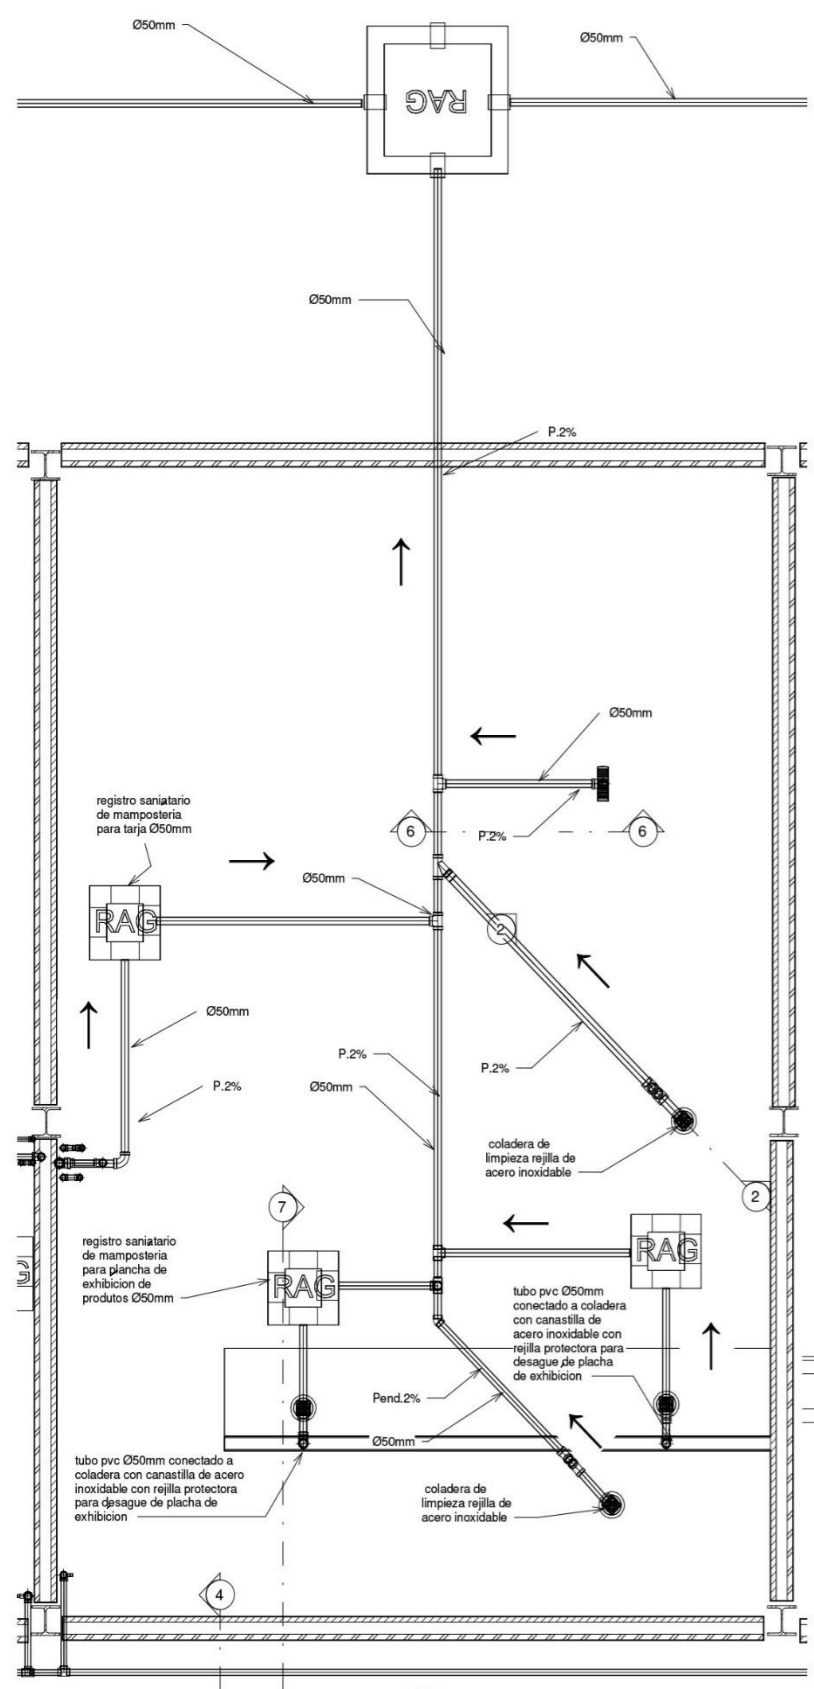 Ø50mm
Ø50mm
RAG
Ø50mm
P.2%
Ø50mm
registro saniatario
de mamposteria
para tarja Ø50mm
6
P.2%
6
Ø50mm
RAG
2
Ø50mm
P.2%
P.2%
Ø50mm
P.2%
coladera de
limpieza rejilla de
acero inoxidable
2
7
registro saniatario
de mamposteria
para plancha de
exhibicion de
produtos Ø50mm
RAG
RAG
G
tubo pvc Ø50mm
conectado a coladera
con canastilla de
acero inoxidable con
rejilla protectora para
desague de placha
de exhibicion
Pend.2%
Ø50mm
tubo pvc Ø50mm conectado a
coladera con canastilla de acero
inoxidable con rejilla protectora
para desague de placha de
exhibicion
coladera de
limpieza rejilla de
acero inoxidable
4